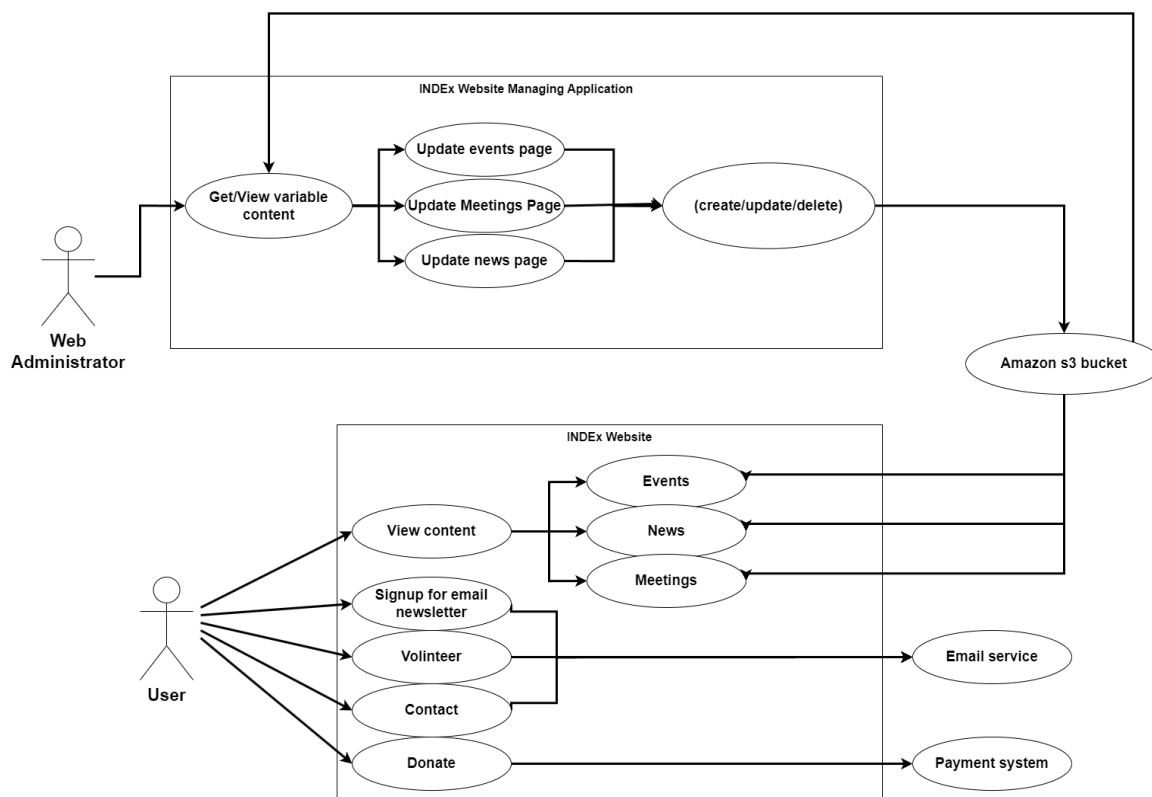 INDEx Website Managing Application
Update events page
Get/View variable
content
Update Meetings Page
(create/update/delete)
Update news page
Web
Administrator
Amazon s3 bucket
INDEx Website
Events
View content
News
Meetings
Signup for email
newsletter
Volinteer
Email service
User
Contact
Donate
Payment system